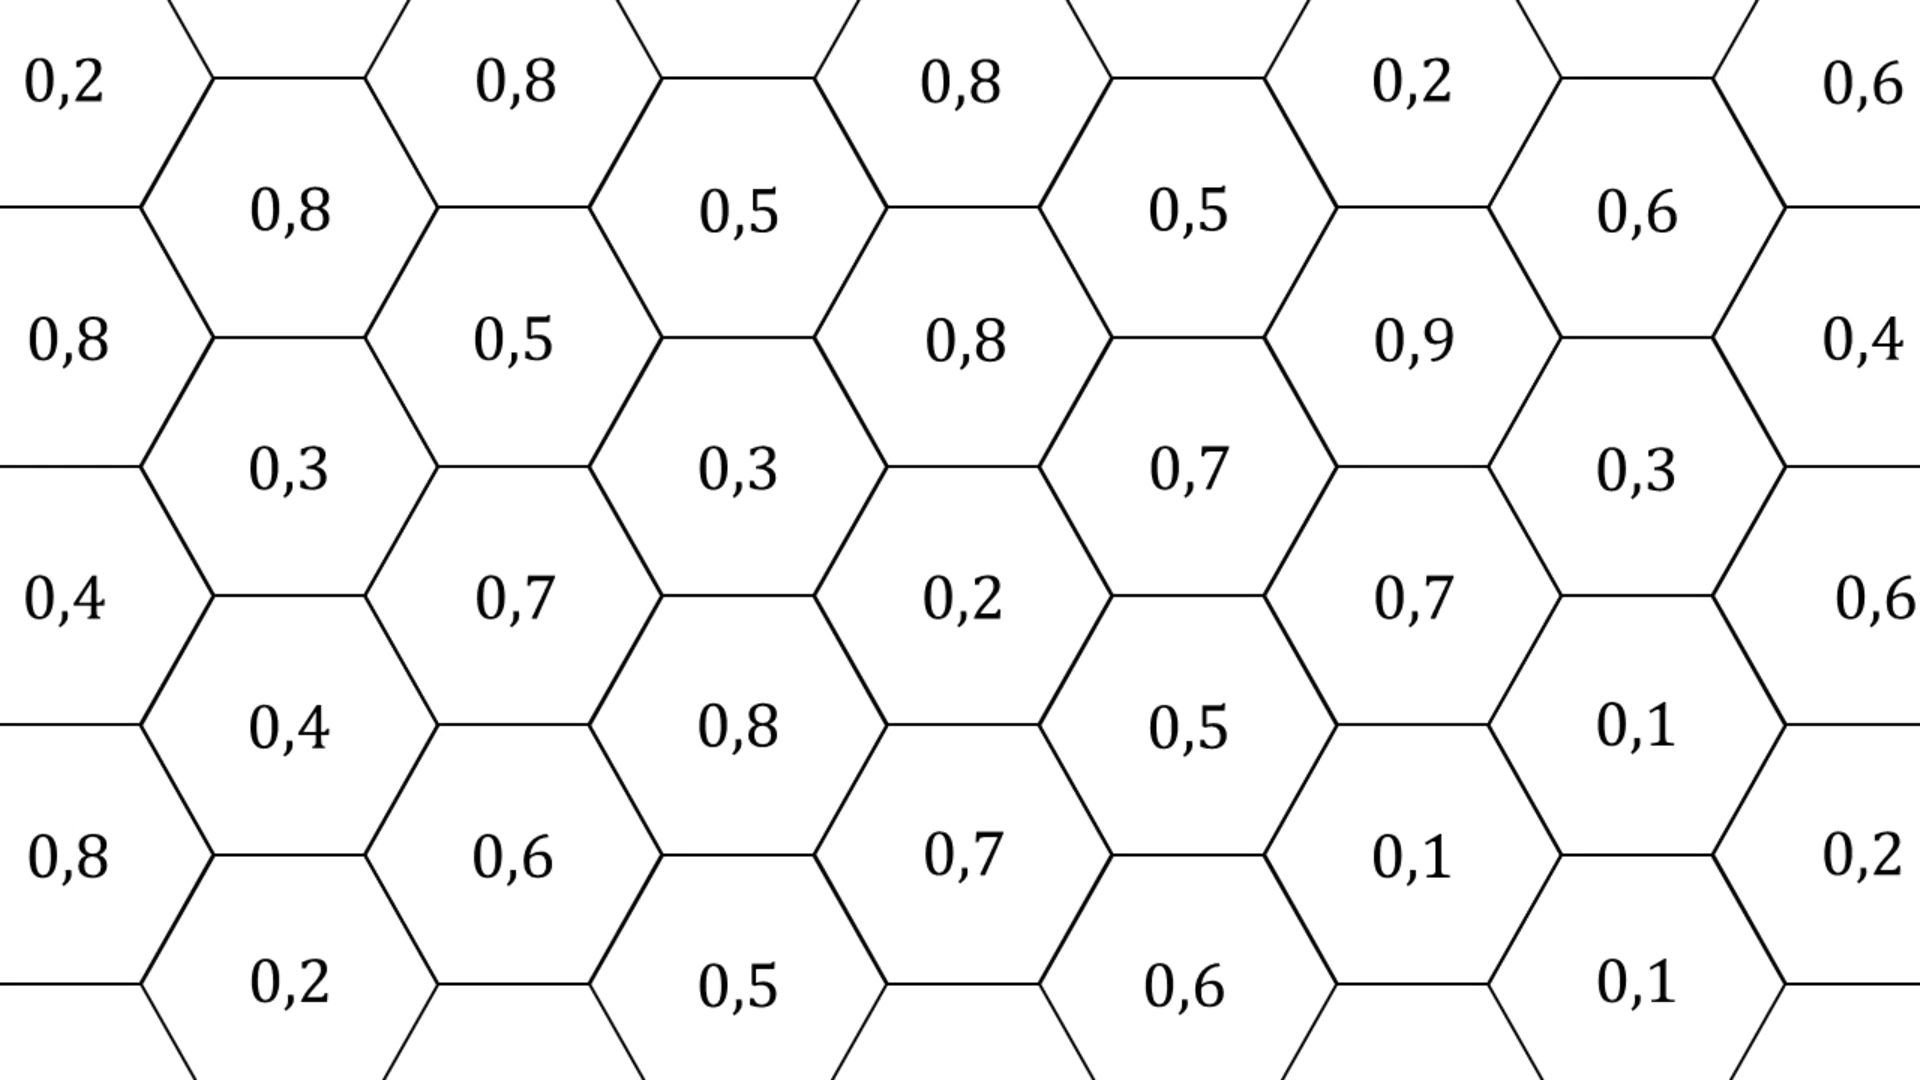 0,2 0,8 0,8 0,2 0,6
0,8 0,5 0,5 0,6
0,8 0,5 0,8 0,9 0,4
0,3 0,3 0,7 0,3
0,4 0,7 0,2 0,7 0,6
0,4 0,8 0,5 0,1
0,8 0,6 0,7 0,1 0,2
0,2 0,5 0,6 0,1